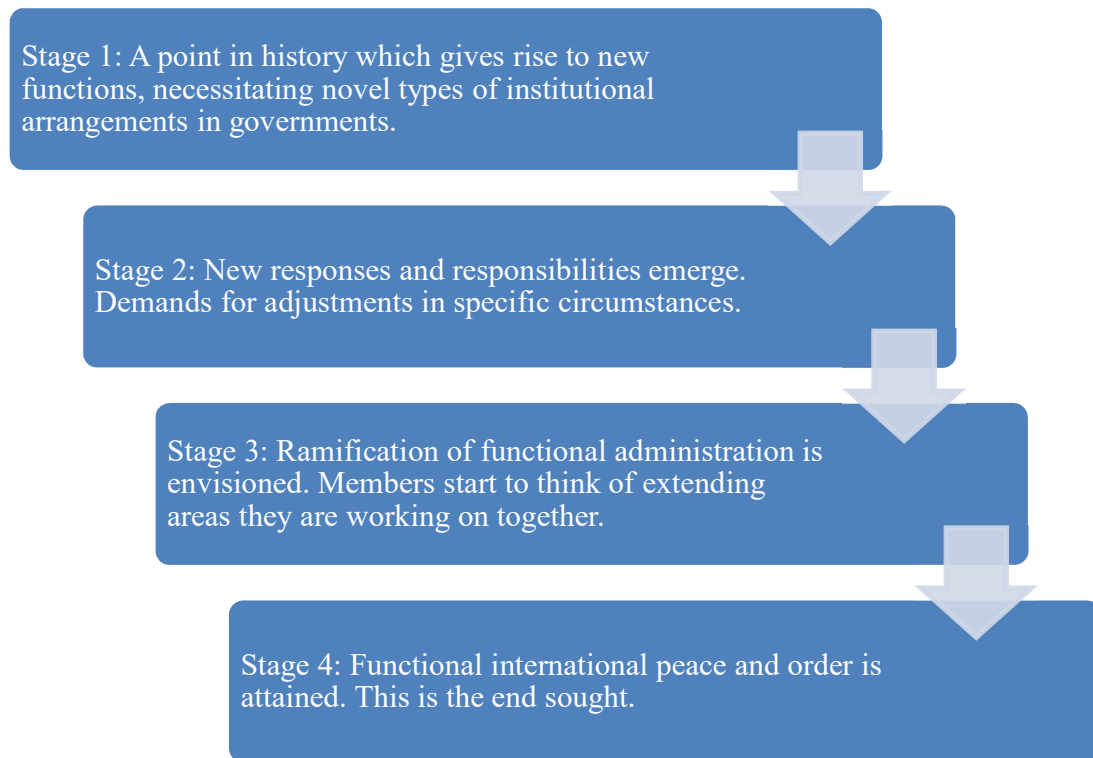 Stage 1: A point in history which gives rise to new
functions, necessitating novel types of institutional
arrangements in governments.
Stage 2: New responses and responsibilities emerge.
Demands for adjustments in specific circumstances.
Stage 3: Ramification of functional administration is
envisioned. Members start to think of extending
areas they are working on together.
Stage 4: Functional international peace and order is
attained. This is the end sought.